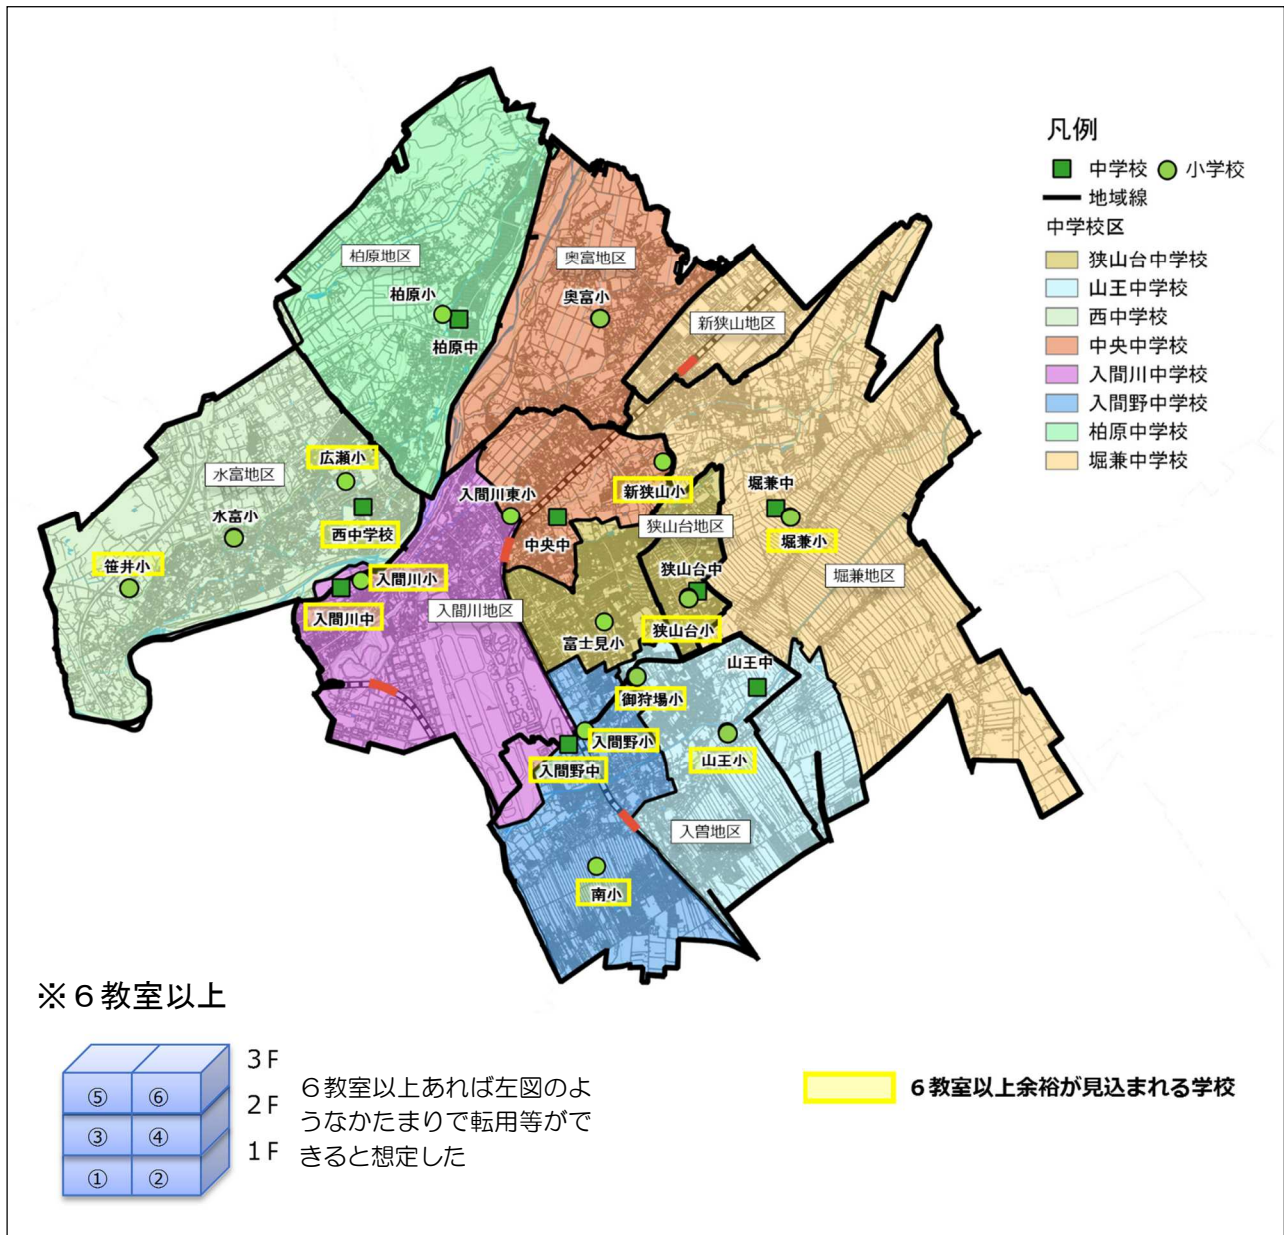 凡例
中学校
小学校
地域線
中学校区
狭山台中学校
山王中学校
西中学校
中央中学校
入間川中学校
入間野中学校
柏原中学校
堀兼中学校
柏原地区
奥富地区
柏原小
奥富小
柏原中
新狭山地区
広瀬小
水富地区
入間川東小
新狭山小
堀兼中
水富小
西中学校
中央中
狭山台地区
堀兼小
笹井小
入間川小
狭山台中
堀兼地区
入間川中
入間川地区
富士見小
狭山台小
山王中
御狩場小
入間野小
山王小
入間野中
入曽地区
南小
※６教室以上
3F
2F
1F
⑤
⑥
③
④
①
②
６教室以上あれば左図のよ
うなかたまりで転用等がで
きると想定した
６教室以上余裕が見込まれる学校